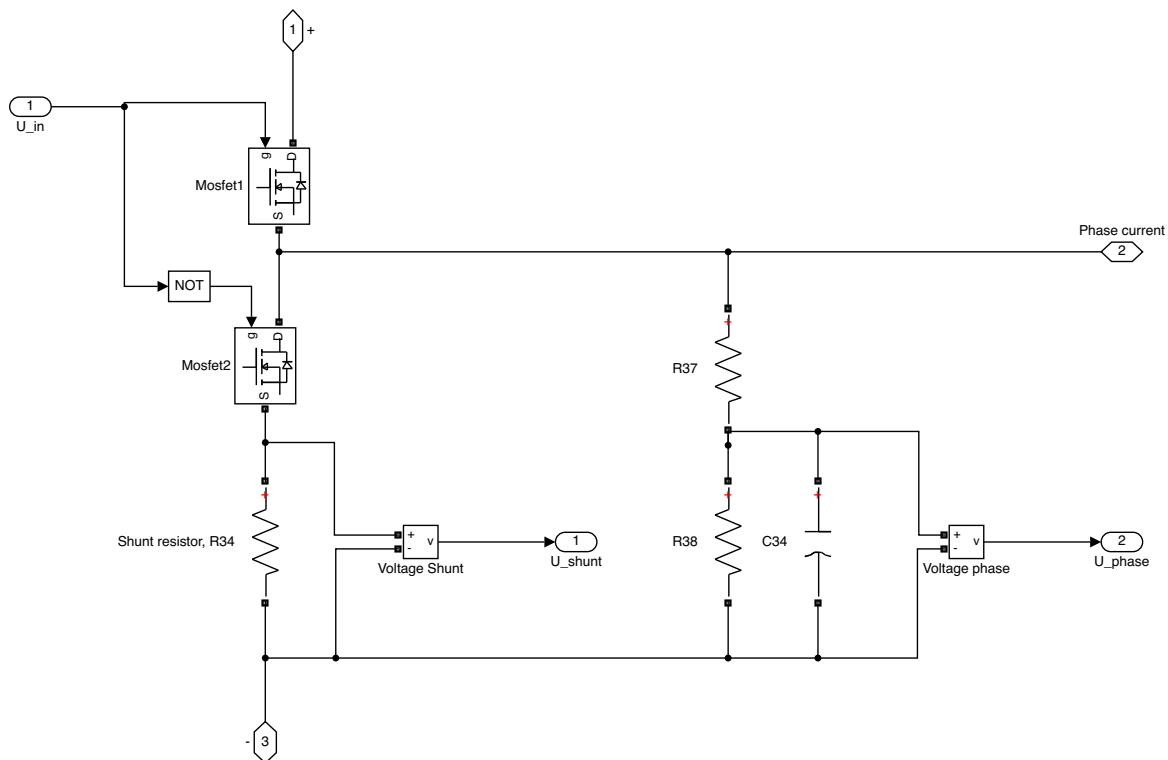 1
+
1
U_in
g
D
Mosfet1
S
Phase current
2
NOT
g
D
Mosfet2
S
+
R37
+
Shunt resistor, R34
+
-
v
Voltage Shunt
1
U_shunt
+
R38
+
C34
+
-
v
Voltage phase
2
U_phase
-
3